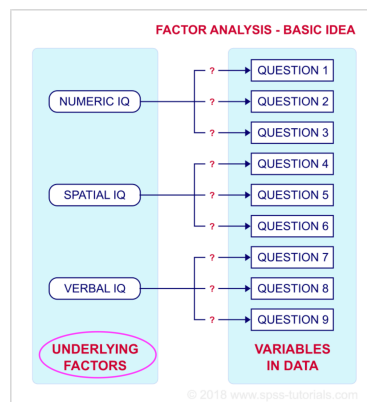 FACTOR ANALYSIS - BASIC IDEA
NUMERIC IQ
? QUESTION 1
? QUESTION 2
? QUESTION 3
SPATIAL IQ
? QUESTION 4
? QUESTION 5
? QUESTION 6
VERBAL IQ
? QUESTION 7
? QUESTION 8
? QUESTION 9
UNDERLYING
FACTORS
VARIABLES
IN DATA
© 2018 www.spss-tutorials.com